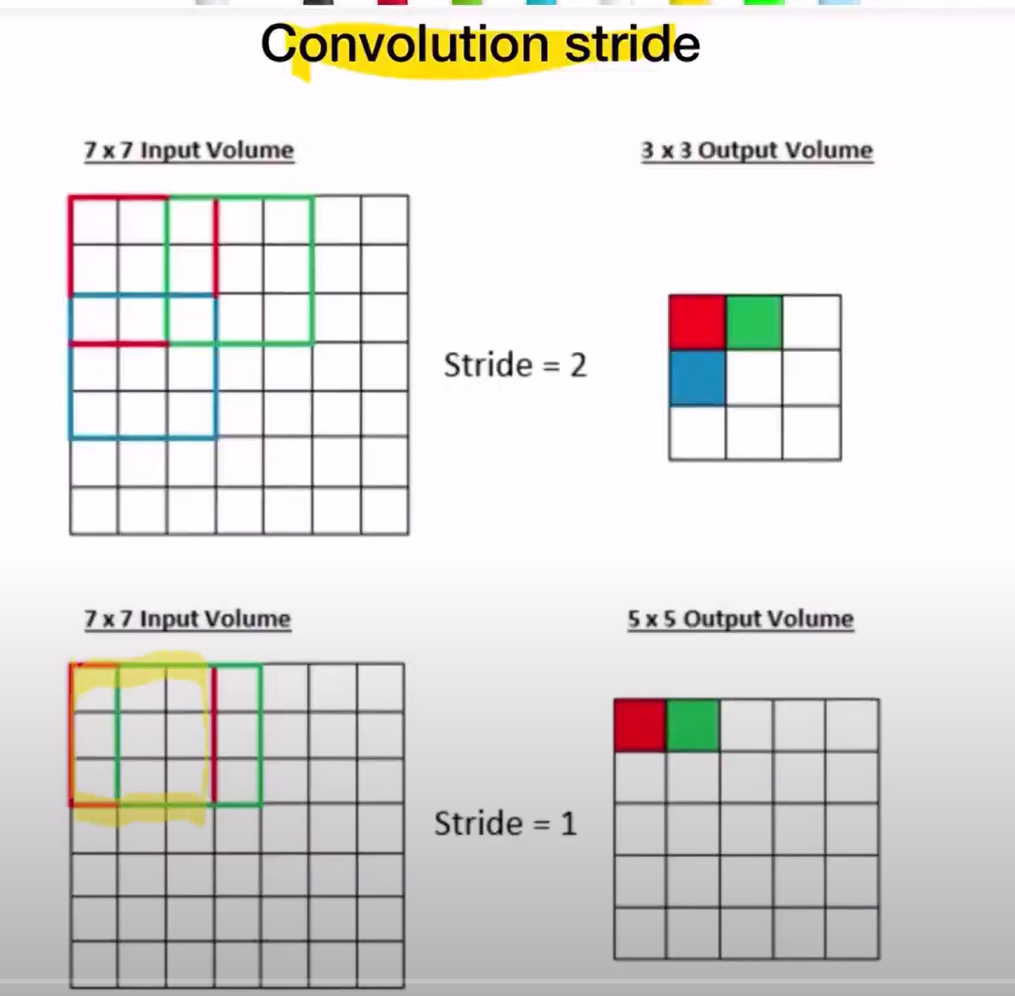 Convolution stride
7 x 7 Input Volume
3 x 3 Output Volume
Stride = 2
7 x 7 Input Volume
5 x 5 Output Volume
Stride = 1